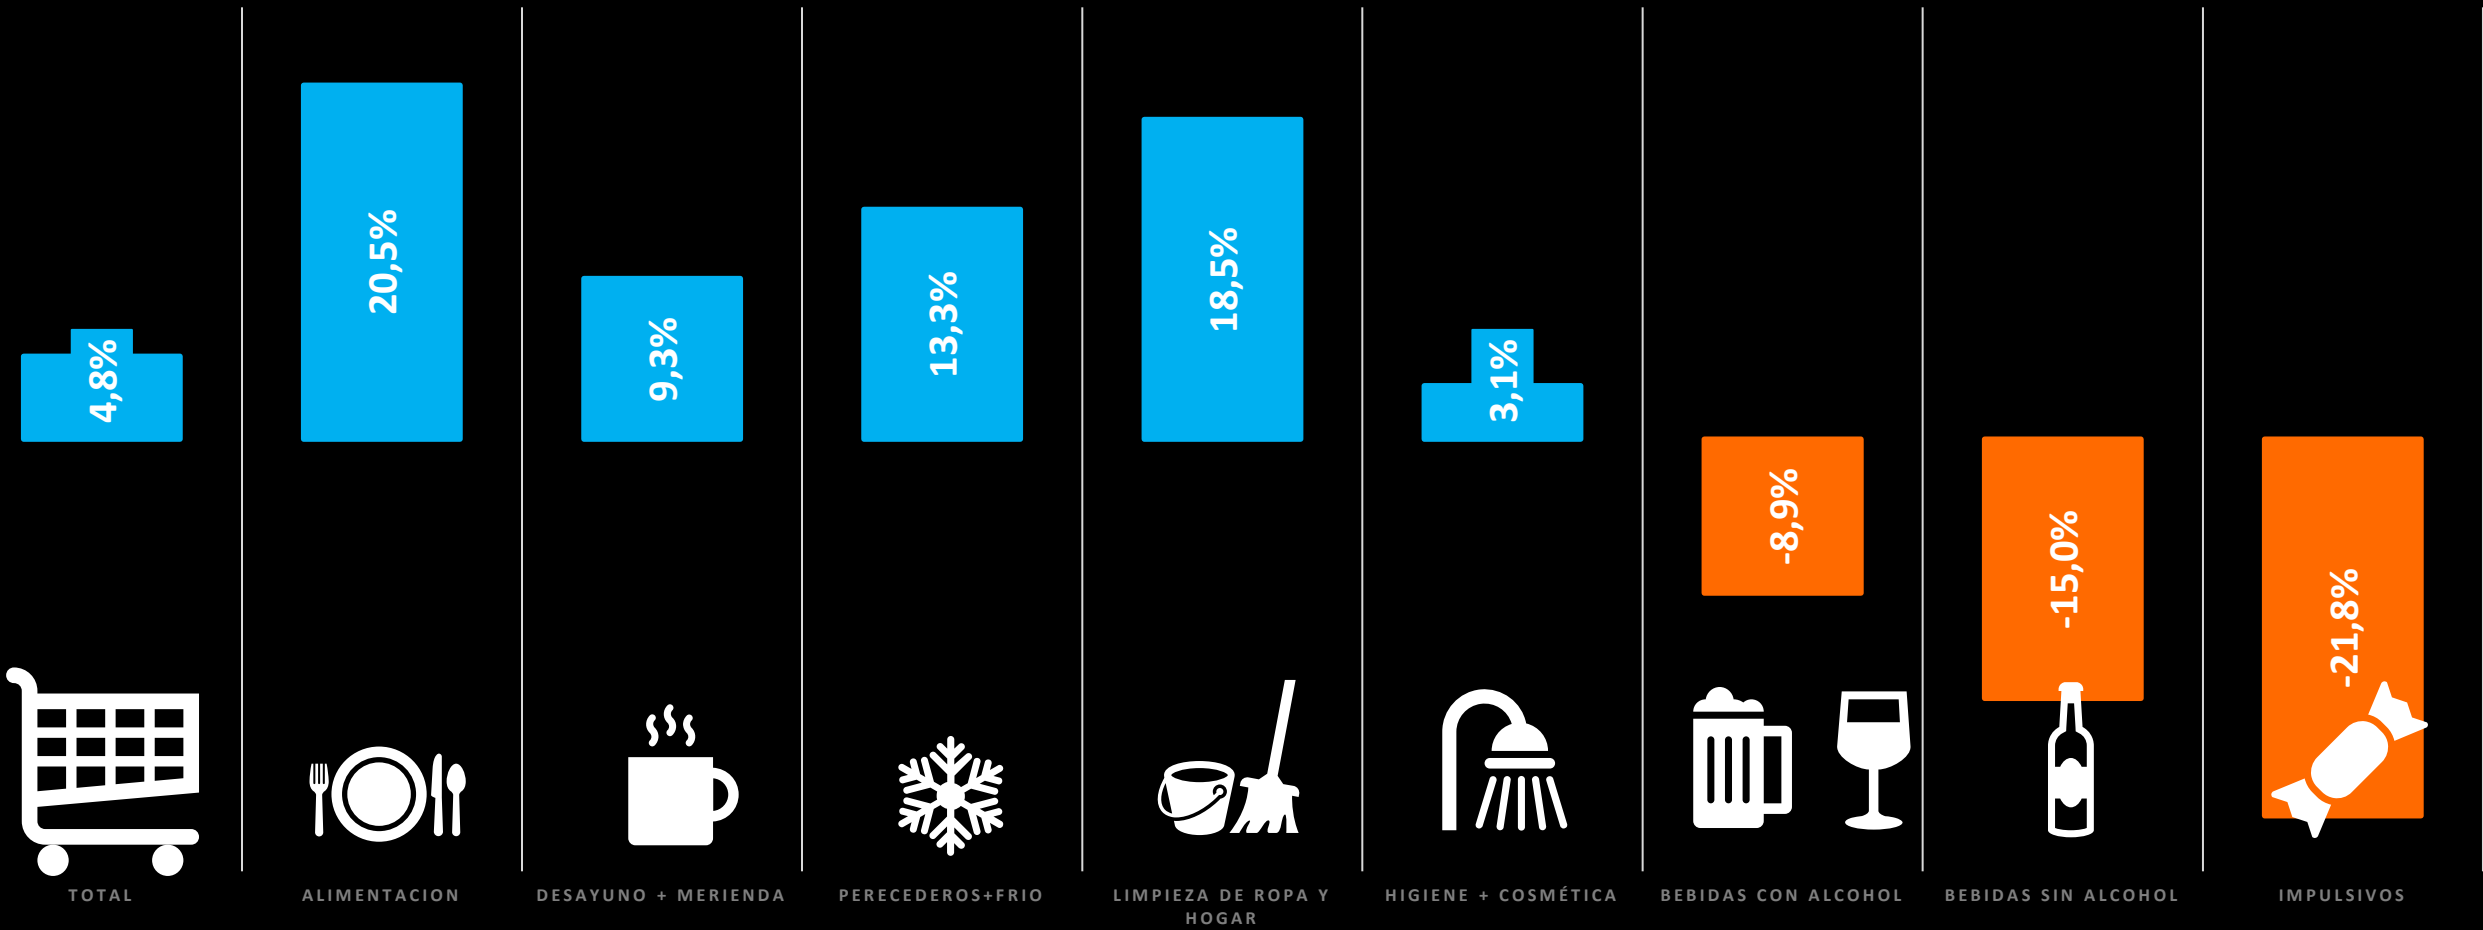 4,8%
20,5%
9,3%
13,3%
18,5%
3,1%
-8,9%
-15,0%
-21,8%
TOTAL
ALIMENTACION
DESAYUNO + MERIENDA
PERECEDEROS+FRIO
LIMPIEZA DE ROPA Y
HOGAR
HIGIENE + COSMÉTICA
BEBIDAS CON ALCOHOL
BEBIDAS SIN ALCOHOL
IMPULSIVOS